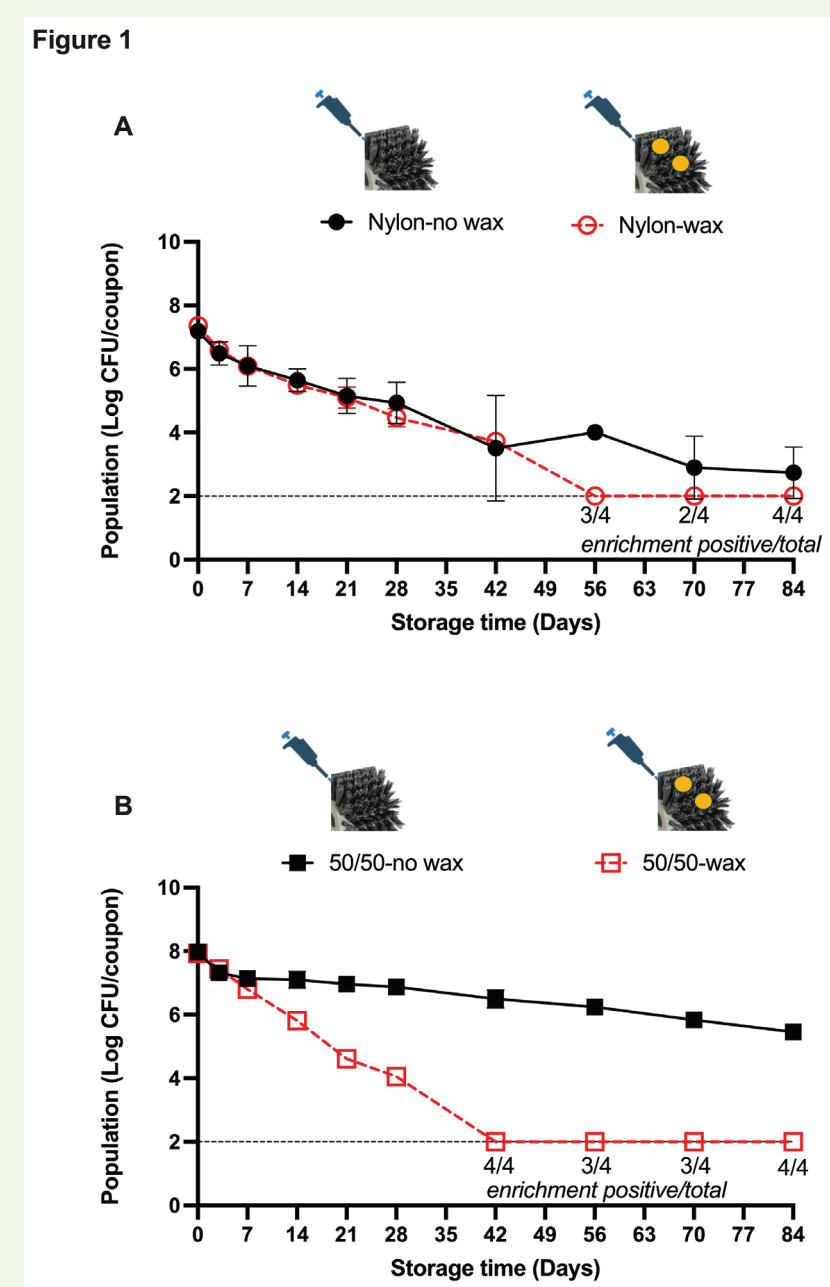 Figure 1
A
Nylon-no wax
Nylon-wax
Population (Log CFU/coupon)
10
8
6
4
2
0
3/4 2/4 4/4
enrichment positive/total
0 7 14 21 28 35 42 49 56 63 70 77 84
Storage time (Days)
B
50/50-no wax
50/50-wax
Population (Log CFU/coupon)
10
8
6
4
2
0
4/4 3/4 3/4 4/4
enrichment positive/total
0 7 14 21 28 35 42 49 56 63 70 77 84
Storage time (Days)